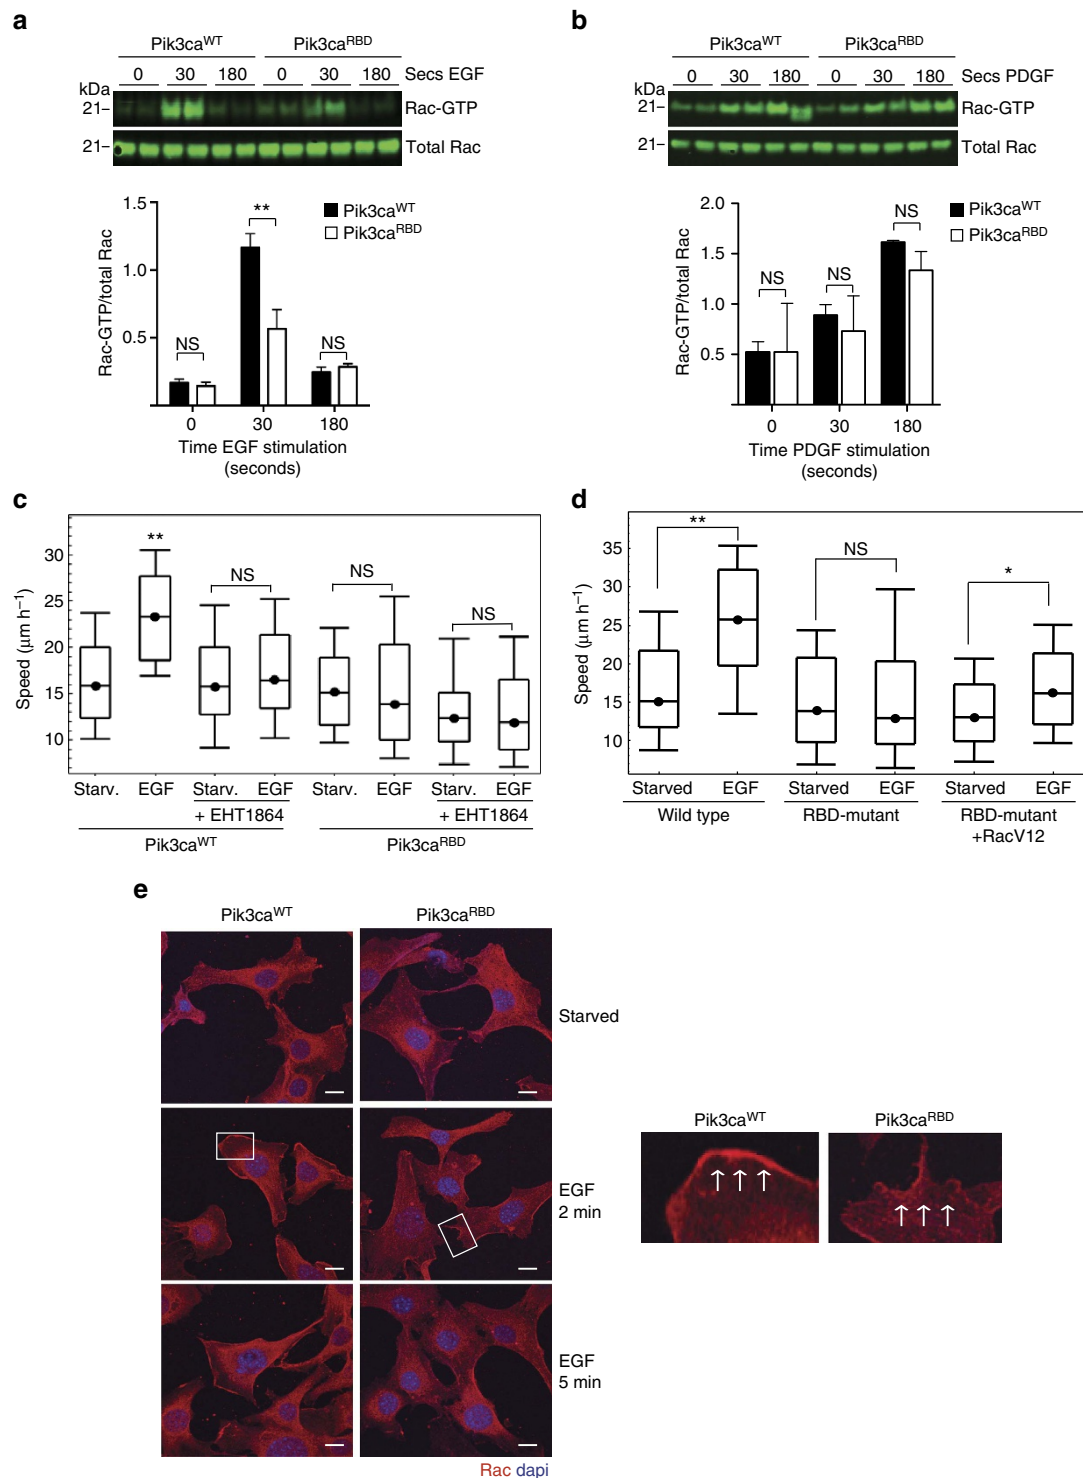 a
Pik3caWT Pik3caRBD
0 30 180 0 30 180 Secs EGF
kDa
21– Rac-GTP
21– Total Rac
1.5
1.0
0.5
Rac-GTP/total Rac
NS ** NS
Pik3caWT
Pik3caRBD
0 30 180
Time EGF stimulation
(seconds)
b
Pik3caWT Pik3caRBD
0 30 180 0 30 180 Secs PDGF
kDa
21– Rac-GTP
21– Total Rac
2.0
1.5
1.0
0.5
Rac-GTP/total Rac
NS NS NS
Pik3caWT
Pik3caRBD
0 30 180
Time PDGF stimulation
(seconds)
c
Speed (µm h−1)
30
25
20
15
10
** NS NS NS
Starv. EGF Starv. EGF Starv. EGF Starv. EGF
+ EHT1864 + EHT1864
Pik3caWT Pik3caRBD
d
Speed (µm h−1)
35
30
25
20
15
10
** NS *
Starved EGF Starved EGF Starved EGF
Wild type RBD-mutant RBD-mutant
+RacV12
e
Pik3caWT Pik3caRBD
Starved
EGF
2 min
EGF
5 min
Pik3caWT Pik3caRBD
Rac dapi